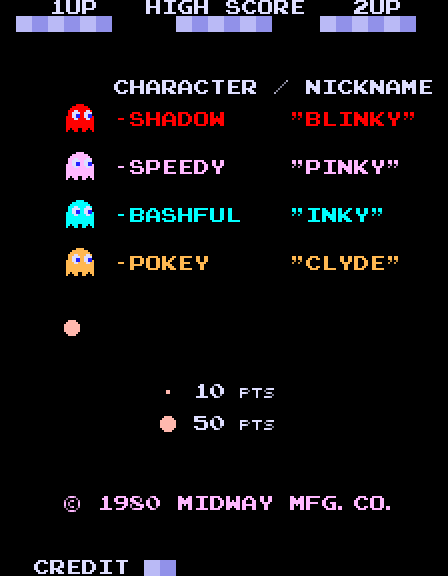 1UP HIGH SCORE 2UP
CHARACTER / NICKNAME
-SHADOW "BLINKY"
-SPEEDY "PINKY"
-BASHFUL "INKY"
-POKEY "CLYDE"
10 PTS
50 PTS
© 1980 MIDWAY MFG. CO.
CREDIT